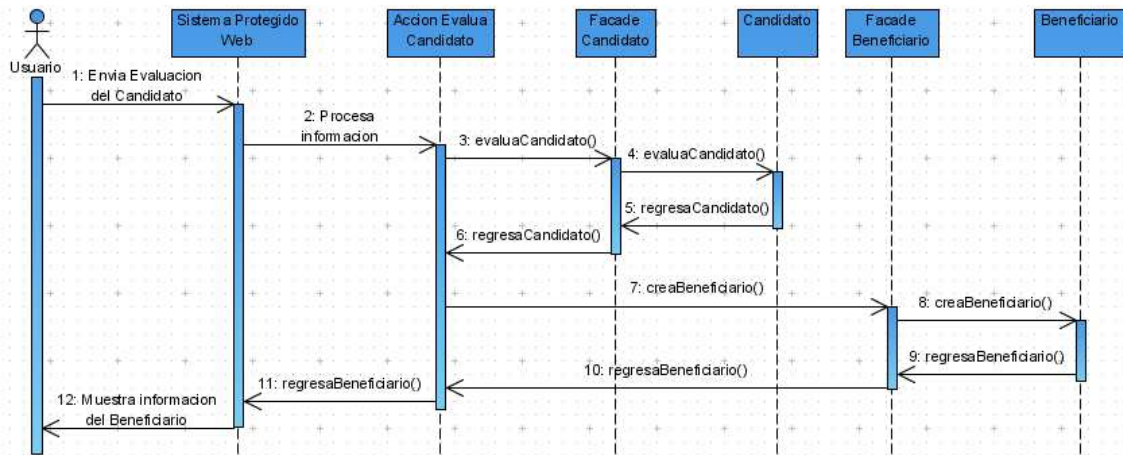 Sistema Protegido
Web
Accion Evalua
Candidato
Facade
Candidato
Candidato
Facade
Beneficiario
Beneficiario
Usuario
1: Envia Evaluacion
del Candidato
2: Procesa
informacion
3: evaluaCandidato()
4: evaluaCandidato()
5: regresaCandidato()
6: regresaCandidato()
7: creaBeneficiario()
8: creaBeneficiario()
9: regresaBeneficiario()
10: regresaBeneficiario()
11: regresaBeneficiario()
12: Muestra informacion
del Beneficiario